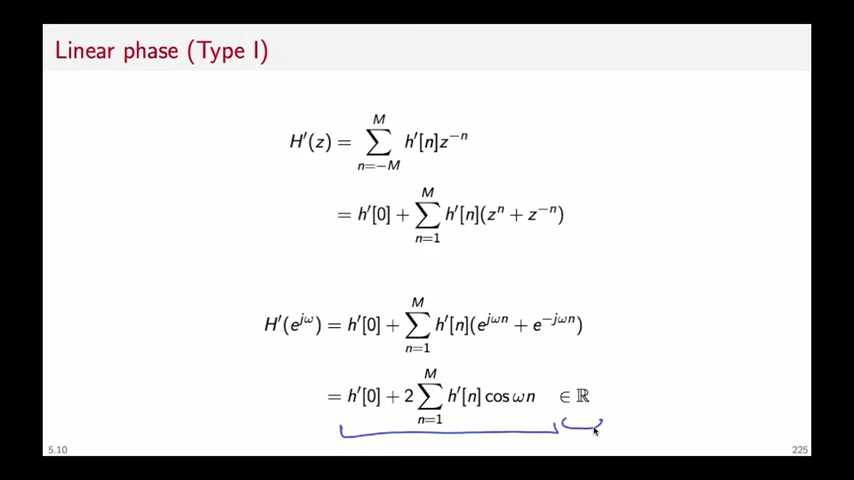 Linear phase (Type I)
H′(z) = ∑_{n=−M}^{M} h′[n]z^{−n}
= h′[0] + ∑_{n=1}^{M} h′[n](z^{n} + z^{−n})
H′(e^{jω}) = h′[0] + ∑_{n=1}^{M} h′[n](e^{jωn} + e^{−jωn})
= h′[0] + 2 ∑_{n=1}^{M} h′[n] cos ωn ∈ ℝ
5.10 225